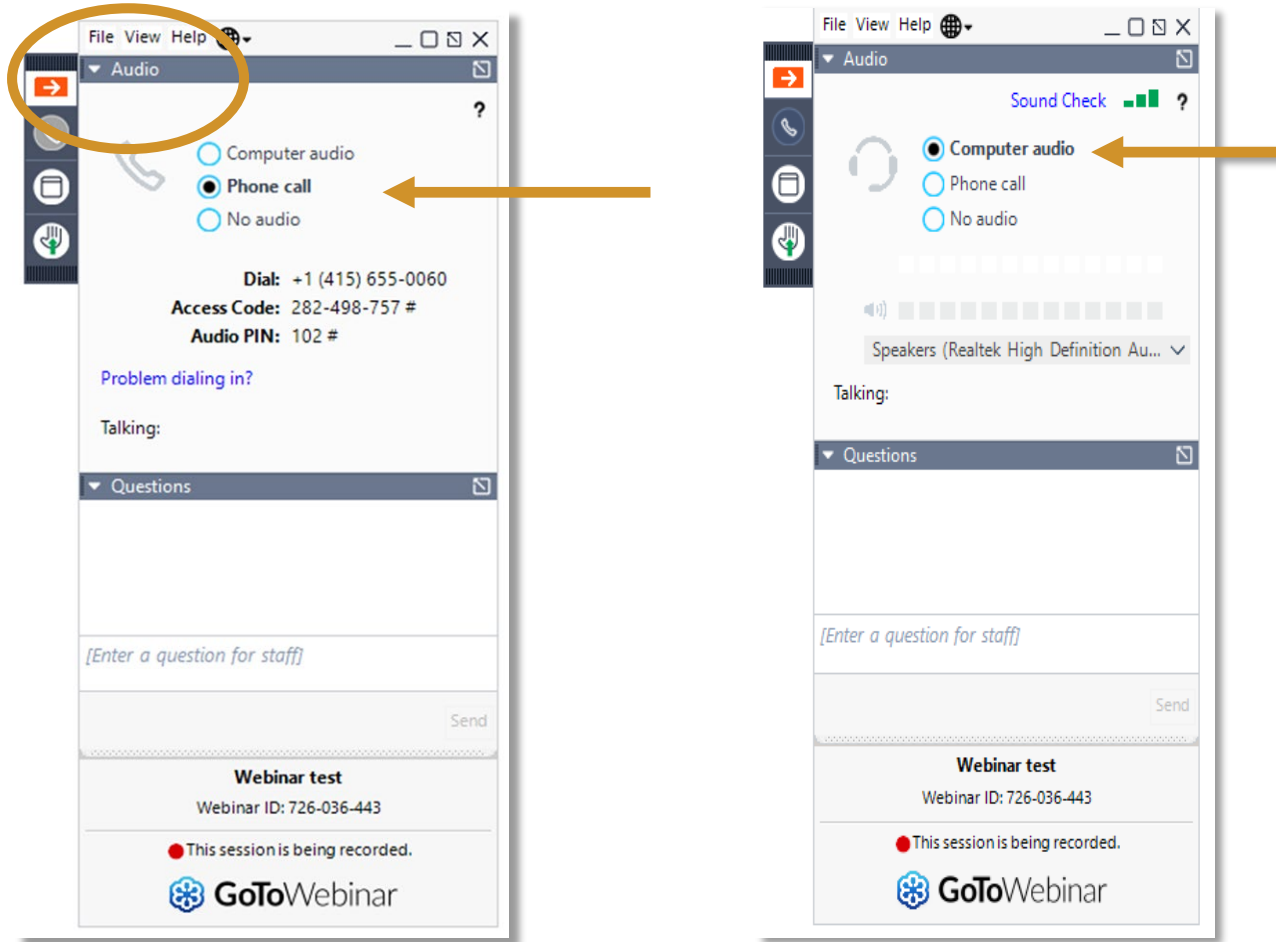 File View Help
Audio
?
Computer audio
Phone call
No audio
Dial: +1 (415) 655-0060
Access Code: 282-498-757 #
Audio PIN: 102 #
Problem dialing in?
Talking:
Questions
[Enter a question for staff]
Send
Webinar test
Webinar ID: 726-036-443
This session is being recorded.
GoToWebinar
File View Help
Audio
Sound Check ?
Computer audio
Phone call
No audio
Speakers (Realtek High Definition Au...
Talking:
Questions
[Enter a question for staff]
Send
Webinar test
Webinar ID: 726-036-443
This session is being recorded.
GoToWebinar